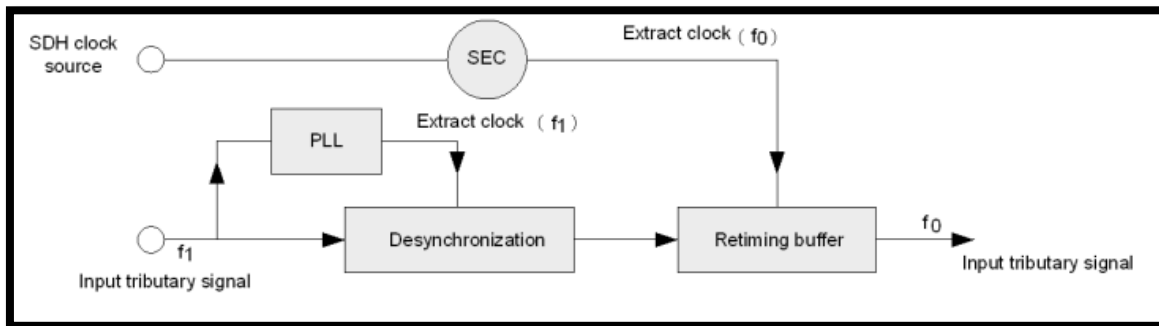 SDH clock
source
SEC
Extract clock ( f0 )
Extract clock ( f1 )
PLL
f1
Input tributary signal
Desynchronization
Retiming buffer
f0
Input tributary signal